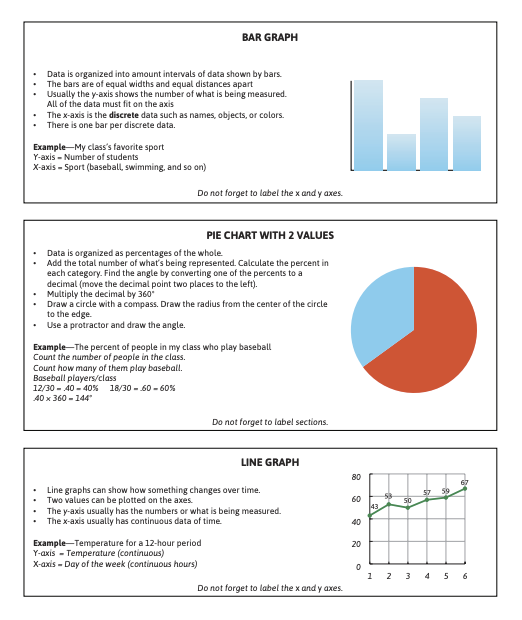 BAR GRAPH
• Data is organized into amount intervals of data shown by bars.
• The bars are of equal widths and equal distances apart
• Usually the y-axis shows the number of what is being measured.
All of the data must fit on the axis
• The x-axis is the discrete data such as names, objects, or colors.
• There is one bar per discrete data.
Example—My class's favorite sport
Y-axis = Number of students
X-axis = Sport (baseball, swimming, and so on)
Do not forget to label the x and y axes.
PIE CHART WITH 2 VALUES
• Data is organized as percentages of the whole.
• Add the total number of what's being represented. Calculate the percent in
each category. Find the angle by converting one of the percents to a
decimal (move the decimal point two places to the left).
• Multiply the decimal by 360°
• Draw a circle with a compass. Draw the radius from the center of the circle
to the edge.
• Use a protractor and draw the angle.
Example—The percent of people in my class who play baseball
Count the number of people in the class.
Count how many of them play baseball.
Baseball players/class
12/30 = .40 = 40% 18/30 = .60 = 60%
.40 x 360 = 144°
Do not forget to label sections.
LINE GRAPH
• Line graphs can show how something changes over time.
• Two values can be plotted on the axes.
• The y-axis usually has the numbers or what is being measured.
• The x-axis usually has continuous data of time.
Example—Temperature for a 12-hour period
Y-axis = Temperature (continuous)
X-axis = Day of the week (continuous hours)
80
60
40
20
0
43
53
50
57
59
67
1 2 3 4 5 6
Do not forget to label the x and y axes.